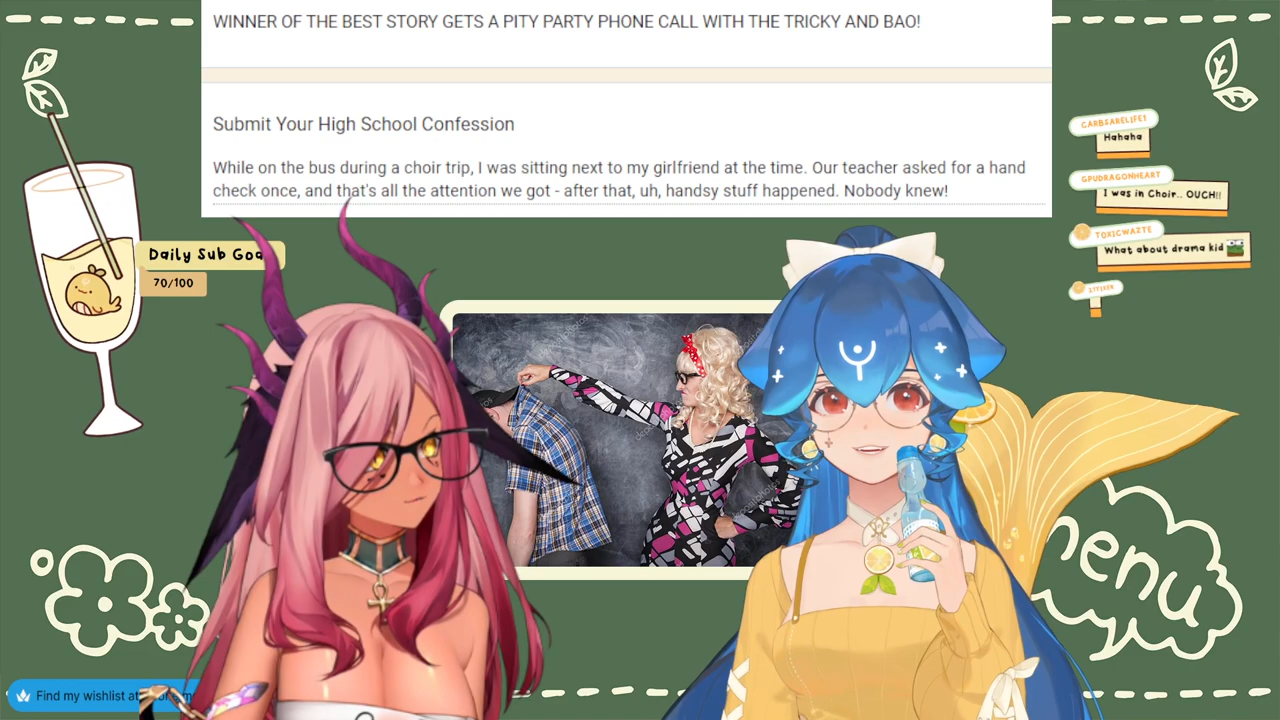 WINNER OF THE BEST STORY GETS A PITY PARTY PHONE CALL WITH THE TRICKY AND BAO!
Submit Your High School Confession
While on the bus during a choir trip, I was sitting next to my girlfriend at the time. Our teacher asked for a hand
check once, and that's all the attention we got - after that, uh, handsy stuff happened. Nobody knew!
CARBSARELIFE1
Hahaha
GPUDRAGONHEART
I was in Choir.. OUCH!!
TOXICWAZTE
What about drama kid
Daily Sub Goa
70/100
menu
Find my wishlist at